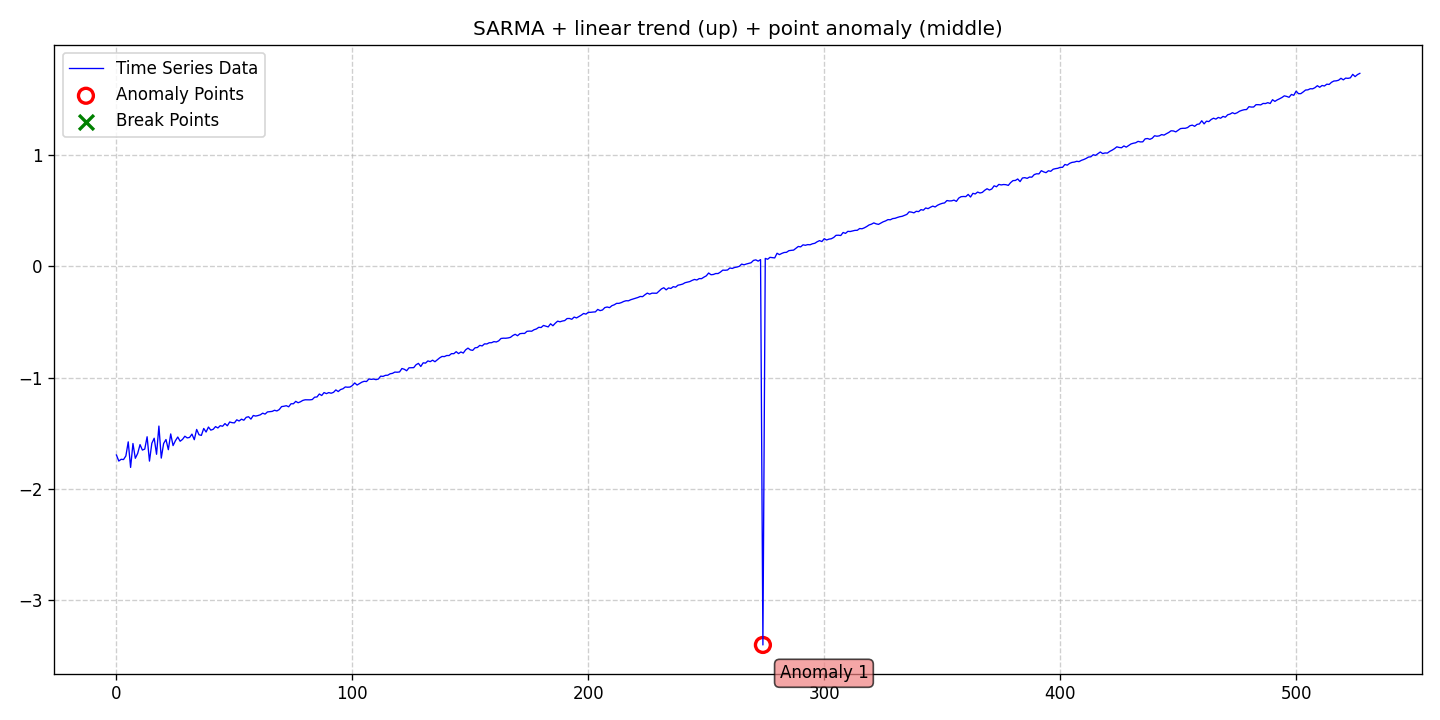 SARMA + linear trend (up) + point anomaly (middle)
Time Series Data
Anomaly Points
Break Points
1
0
−1
−2
−3
Anomaly 1
0
100
200
300
400
500